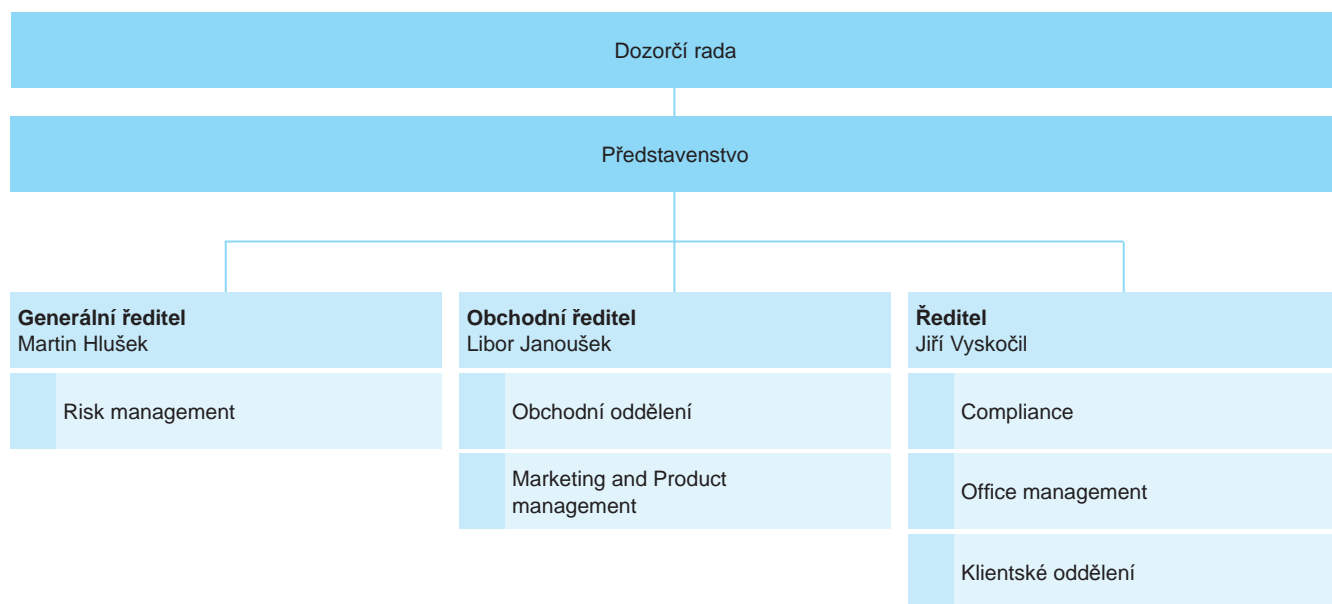 Dozorčí rada
Představenstvo
Generální ředitel
Martin Hlušek
Risk management
Obchodní ředitel
Libor Janoušek
Obchodní oddělení
Marketing and Product
management
Ředitel
Jiří Vyskočil
Compliance
Office management
Klientské oddělení